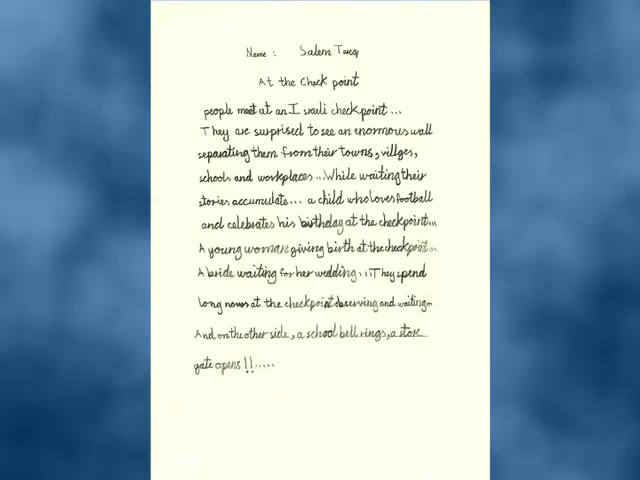 Name : Salem Tareq
At the Check point
people meet at an Israeli checkpoint...
They are surprised to see an enormous wall
separating them from their towns, villges,
schools and workplaces...While waiting their
stories accumulate... a child who loves football
and celebrates his birthday at the checkpoint...
A young woman giving birth at the checkpoint...
A bride waiting for her wedding...They spend
long hours at the checkpoint observing and waiting...
And on the other side, a school bell rings, a store
gate opens !!.....